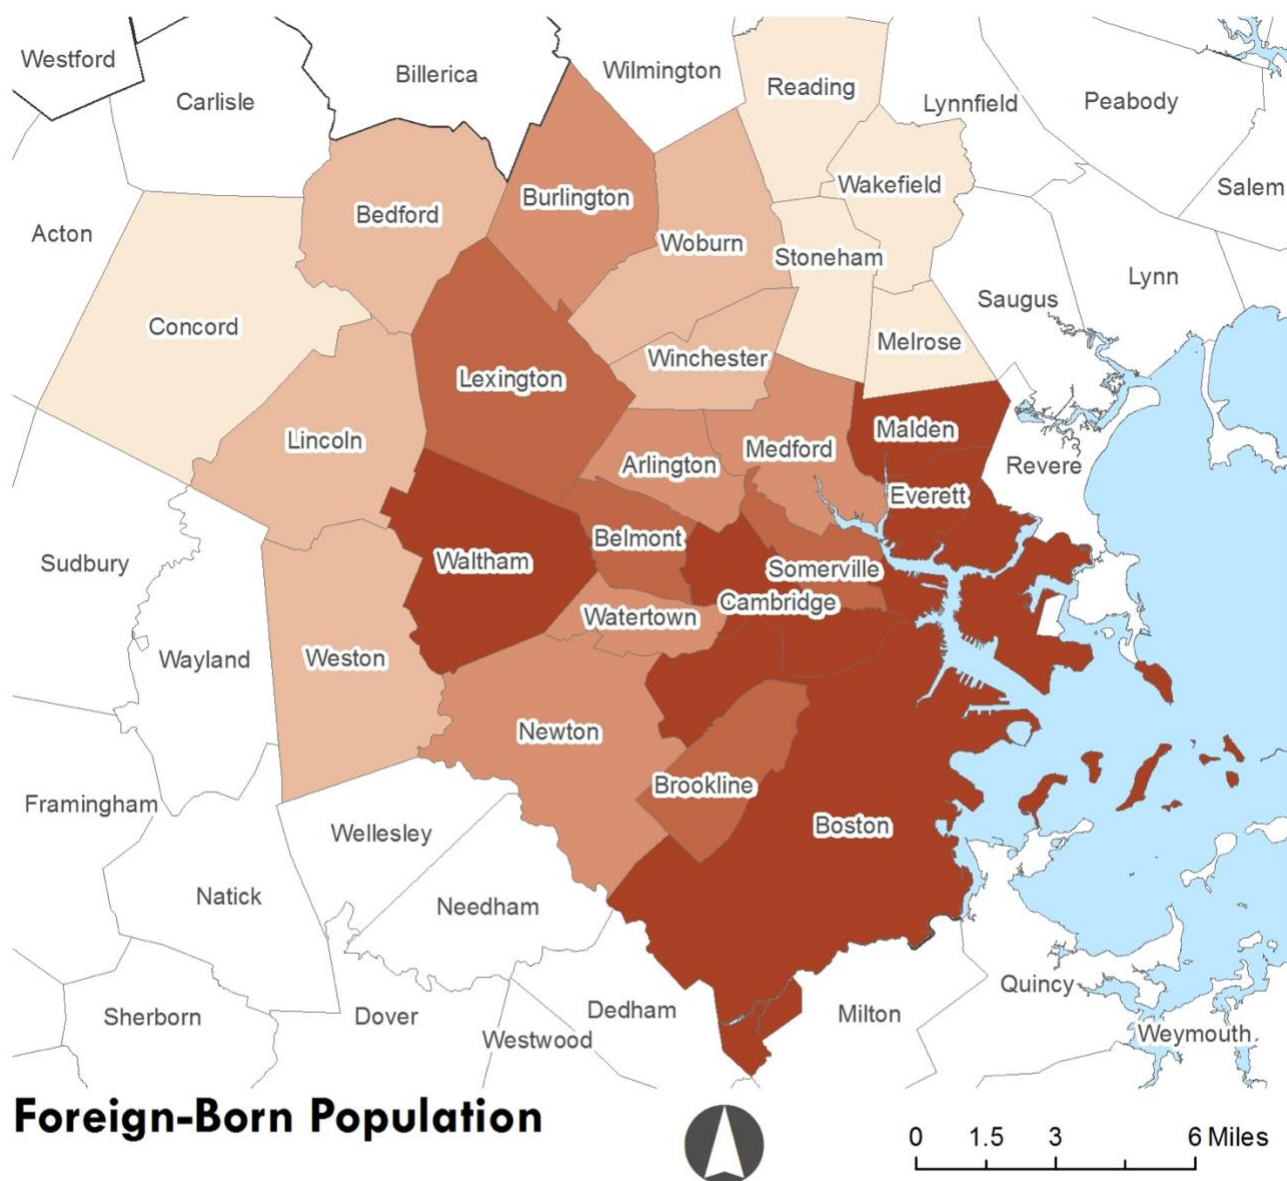 Westford
Billerica
Wilmington
Reading
Carlisle
Lynnfield
Peabody
Burlington
Wakefield
Salem
Bedford
Acton
Woburn
Stoneham
Lynn
Saugus
Concord
Melrose
Winchester
Lexington
Malden
Lincoln
Medford
Arlington
Revere
Everett
Belmont
Sudbury
Waltham
Somerville
Cambridge
Watertown
Wayland
Weston
Newton
Brookline
Framingham
Boston
Wellesley
Natick
Needham
Quincy
Sherborn
Dover
Dedham
Milton
Westwood
Weymouth
Foreign-Born Population
0 1.5 3 6 Miles